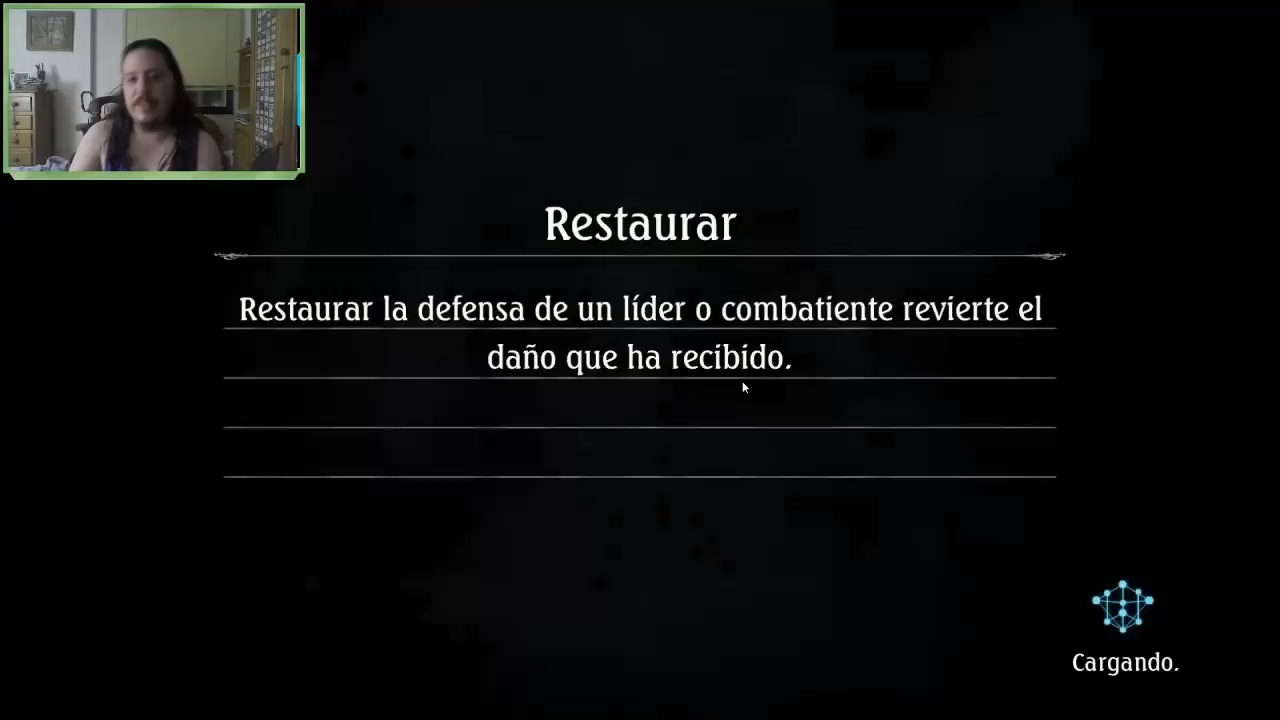 Restaurar
Restaurar la defensa de un líder o combatiente revierte el
daño que ha recibido.
Cargando.